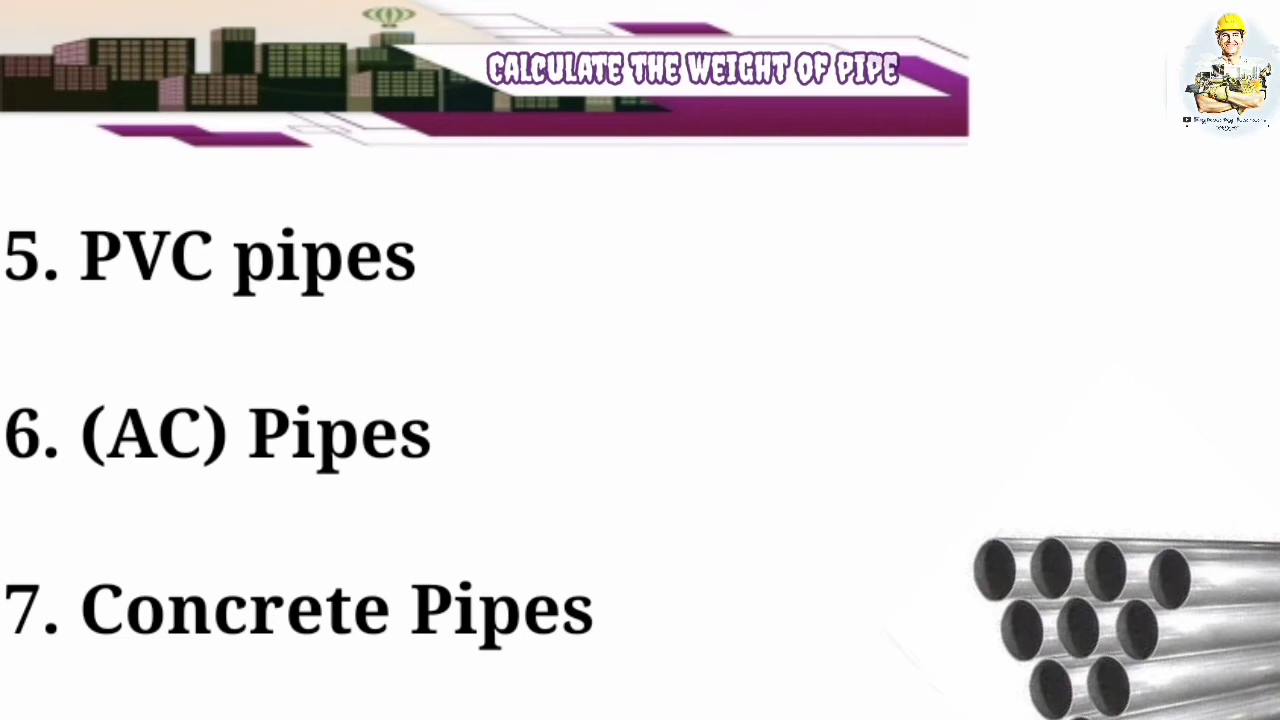 CALCULATE THE WEIGHT OF PIPE
5. PVC pipes
6. (AC) Pipes
7. Concrete Pipes